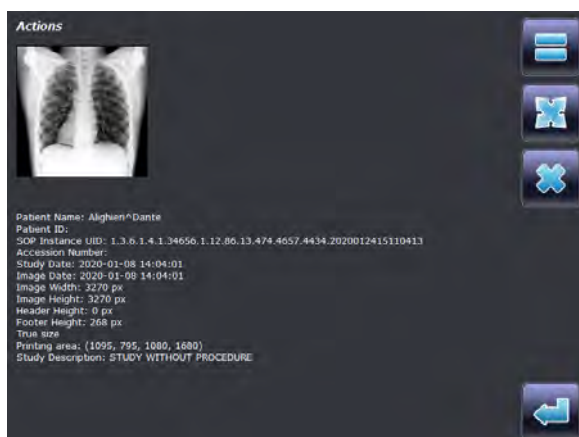 Actions
Patient Name: Alighieri^Dante
Patient ID:
SOP Instance UID: 1.3.6.1.4.1.34656.1.12.86.13.474.4657.4434.2020012415110413
Accession Number:
Study Date: 2020-01-08 14:04:01
Image Date: 2020-01-08 14:04:01
Image Width: 3270 px
Image Height: 3270 px
Header Height: 0 px
Footer Height: 268 px
True size
Printing area: (1095, 795, 1080, 1680)
Study Description: STUDY WITHOUT PROCEDURE